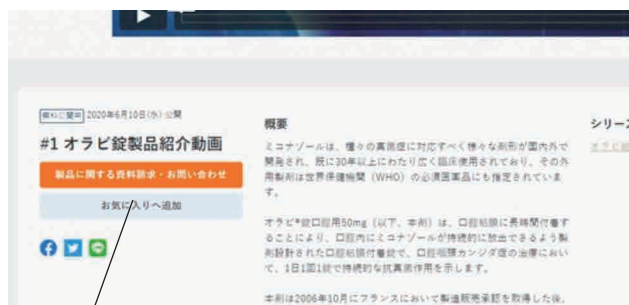 無料公開中 2020年6月10日(水) 公開
#1 オラビ錠製品紹介動画
製品に関する資料請求・お問い合わせ
お気に入りへ追加
概要
ミコナゾールは、種々の真菌症に対応すべく様々な剤形が国内外で
開発され、既に30年以上にわたり広く臨床使用されており、その外
用製剤は世界保健機関（WHO）の必須医薬品にも指定されていま
す。
オラビ®錠口腔用50mg（以下、本剤）は、口腔粘膜に長時間付着す
ることにより、口腔内にミコナゾールが持続的に放出できるよう製
剤設計された口腔粘膜付着錠で、口腔咽頭カンジダ症の治療におい
て、1日1回1錠で持続的な抗真菌作用を示します。
本剤は2006年10月にフランスにおいて製造販売承認を取得した後、
シリーズ